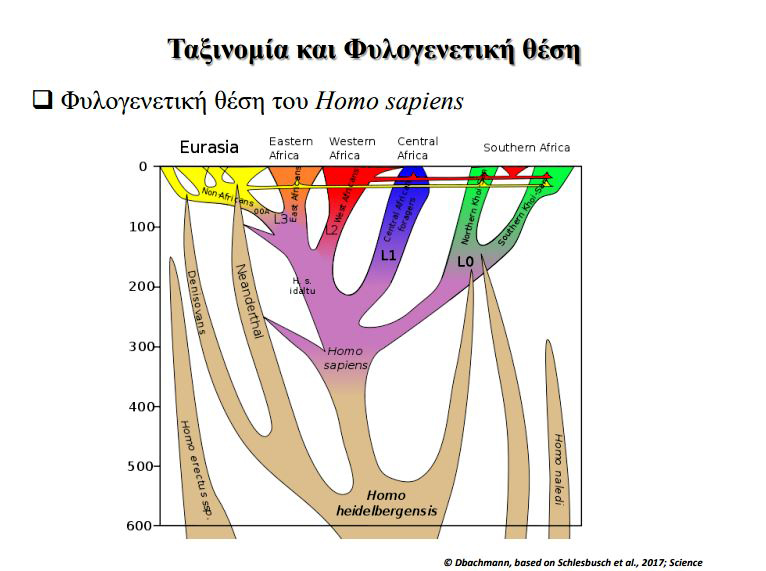 Ταξινομία και Φυλογενετική θέση
❑ Φυλογενετική θέση του Homo sapiens
Eurasia
Eastern
Africa
Western
Africa
Central
Africa
Southern Africa
0
100
200
300
400
500
600
Non-Africans
OOA
L3
East Africans
L2
West Africans
Central African
foragers
L1
Northern Khoi-
Southern Khoi-San
L0
H. s.
idaltu
Denisovans
Neanderthal
Homo
sapiens
Homo erectus ssp.
Homo
heidelbergensis
Homo naledi
© Dbachmann, based on Schlesbusch et al., 2017; Science